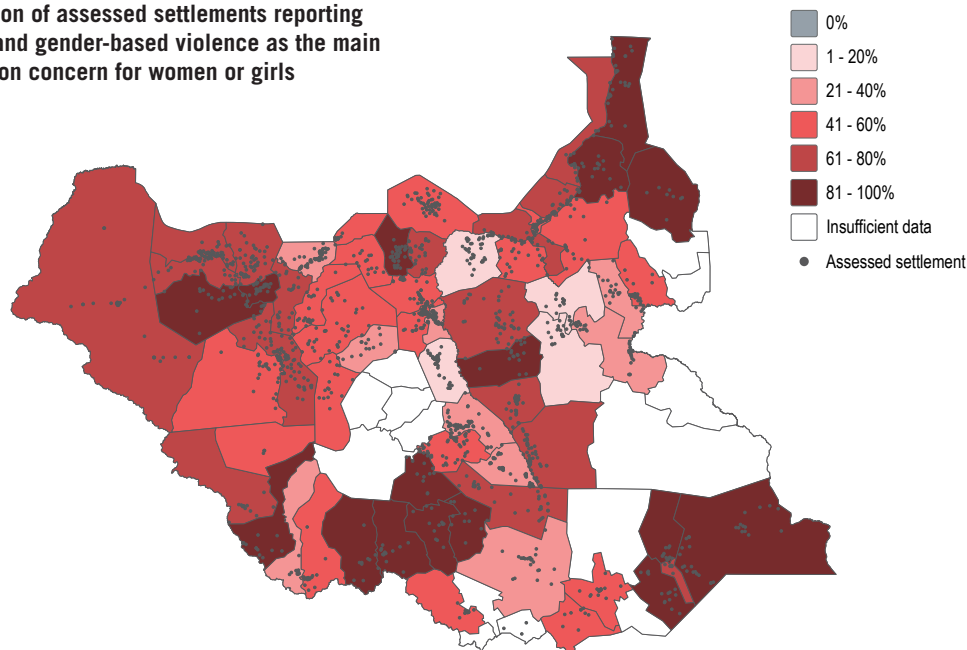 ion of assessed settlements reporting
and gender-based violence as the main
on concern for women or girls
0%
1 - 20%
21 - 40%
41 - 60%
61 - 80%
81 - 100%
Insufficient data
Assessed settlement